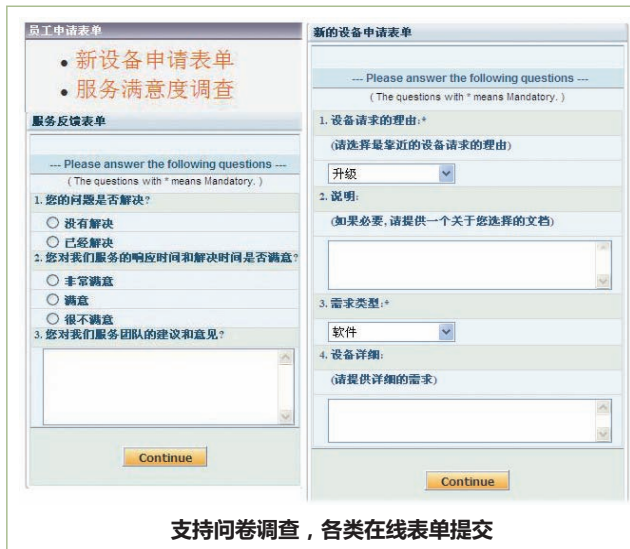 员工申请表单
• 新设备申请表单
• 服务满意度调查
服务反馈表单
--- Please answer the following questions ---
( The questions with * means Mandatory. )
1. 您的问题是否解决?
没有解决
已经解决
2. 您对我们服务的响应时间和解决时间是否满意?
非常满意
满意
很不满意
3. 您对我们服务团队的建议和意见?
Continue
新的设备申请表单
--- Please answer the following questions ---
( The questions with * means Mandatory. )
1. 设备请求的理由:*
(请选择最靠近的设备请求的理由)
升级
2. 说明:
(如果必要,请提供一个关于您选择的文档)
3. 需求类型:*
软件
4. 设备详细:
(请提供详细的需求)
Continue
支持问卷调查，各类在线表单提交